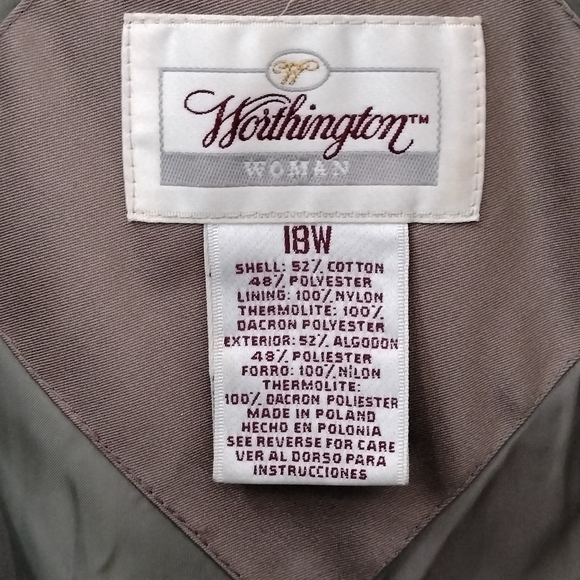 Worthington™
WOMAN
18W
SHELL: 52% COTTON
48% POLYESTER
LINING: 100% NYLON
THERMOLITE: 100%
DACRON POLYESTER
EXTERIOR: 52% ALGODON
48% POLIESTER
FORRO: 100% NILON
THERMOLITE:
100% DACRON POLIESTER
MADE IN POLAND
HECHO EN POLONIA
SEE REVERSE FOR CARE
VER AL DORSO PARA
INSTRUCCIONES